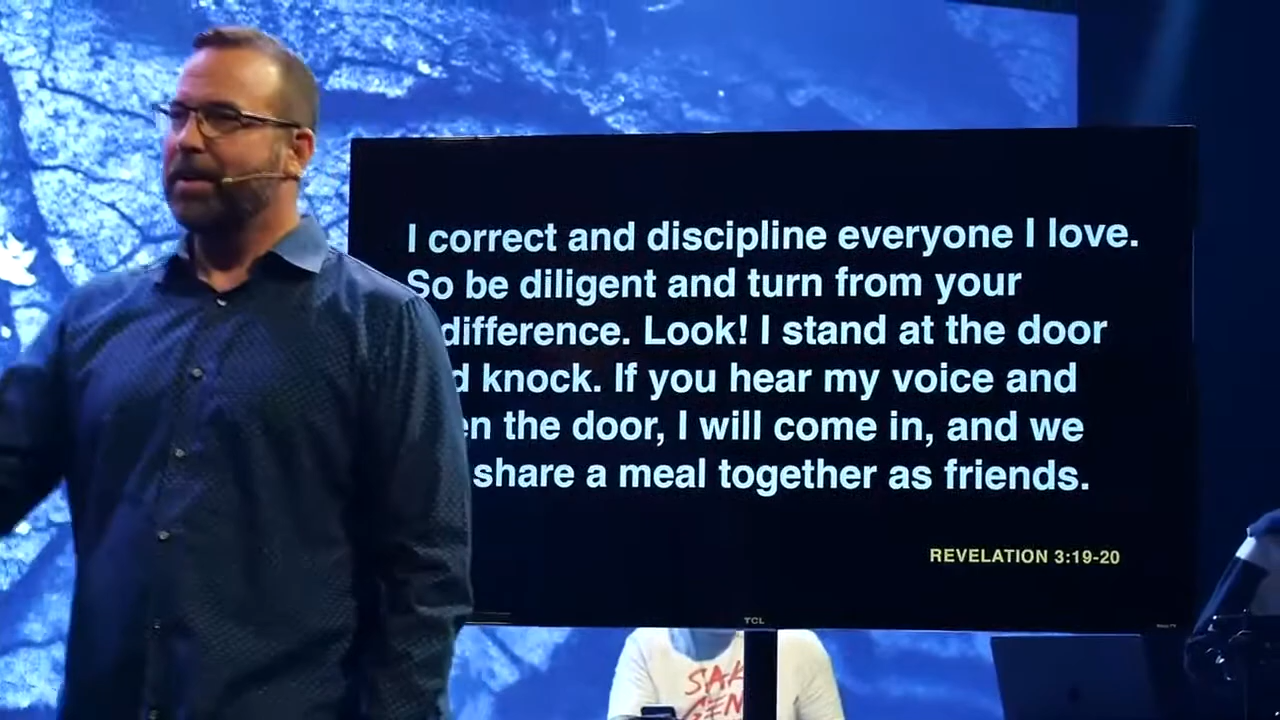 I correct and discipline everyone I love.
So be diligent and turn from your
difference. Look! I stand at the door
knock. If you hear my voice and
the door, I will come in, and we
share a meal together as friends.
REVELATION 3:19-20
TCL